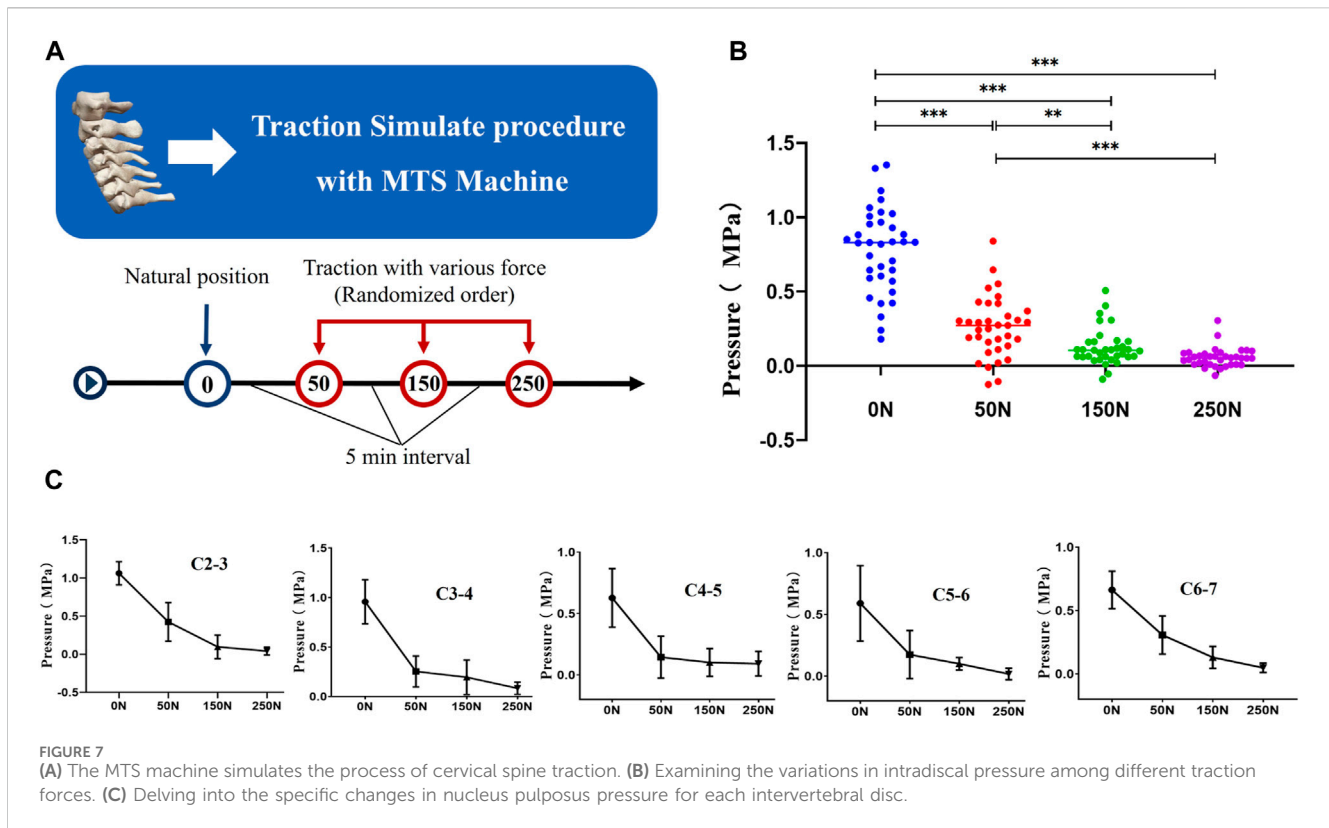 A
Traction Simulate procedure
with MTS Machine
Natural position
Traction with various force
(Randomized order)
0
50
150
250
5 min interval
B
***
***
***
**
***
Pressure ( MPa)
1.5
1.0
0.5
0.0
-0.5
0N
50N
150N
250N
C
Pressure ( MPa)
1.5
1.0
0.5
0.0
-0.5
C2-3
0N 50N 150N 250N
Pressure ( MPa)
1.5
1.0
0.5
0.0
C3-4
0N 50N 150N 250N
Pressure ( MPa)
1.0
0.5
0.0
C4-5
0N 50N 150N 250N
Pressure ( MPa)
1.0
0.5
0.0
C5-6
0N 50N 150N 250N
Pressure ( MPa)
1.0
0.5
0.0
C6-7
0N 50N 150N 250N
FIGURE 7
(A) The MTS machine simulates the process of cervical spine traction. (B) Examining the variations in intradiscal pressure among different traction
forces. (C) Delving into the specific changes in nucleus pulposus pressure for each intervertebral disc.